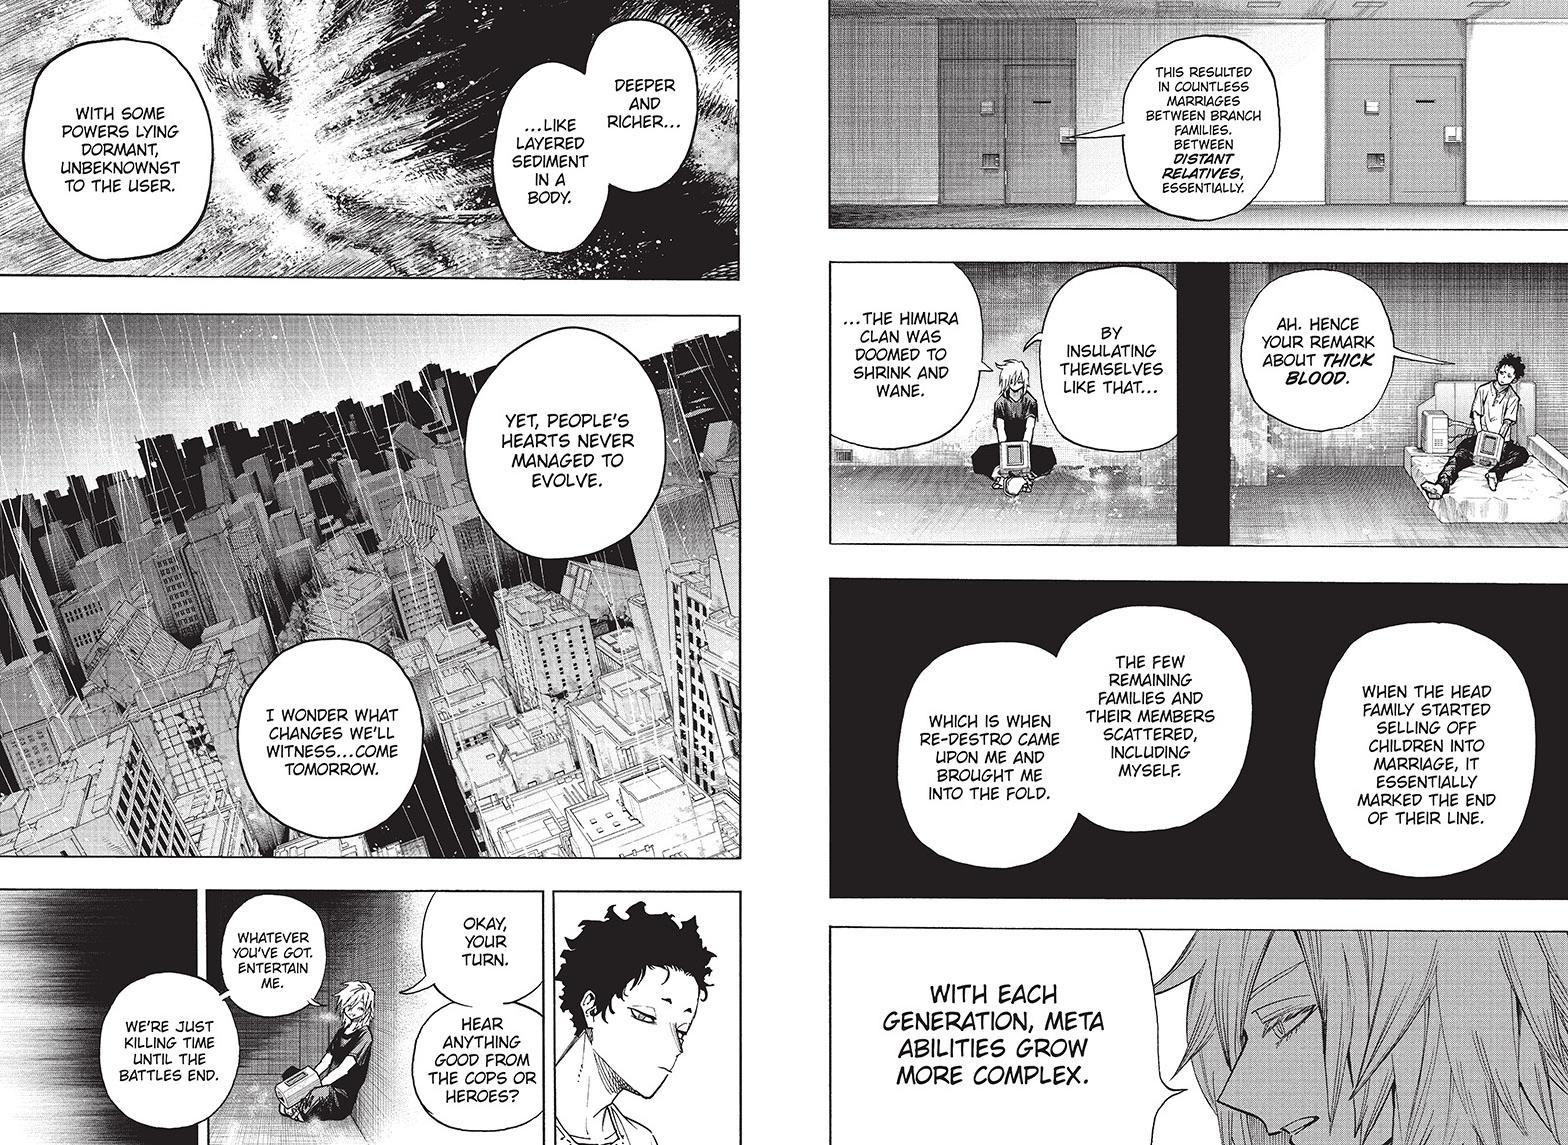 THIS RESULTED
IN COUNTLESS
MARRIAGES
BETWEEN BRANCH
FAMILIES.
BETWEEN
DISTANT
RELATIVES,
ESSENTIALLY.
AH. HENCE
YOUR REMARK
ABOUT THICK
BLOOD.
BY
INSULATING
THEMSELVES
LIKE THAT...
...THE HIMURA
CLAN WAS
DOOMED TO
SHRINK AND
WANE.
WHEN THE HEAD
FAMILY STARTED
SELLING OFF
CHILDREN INTO
MARRIAGE, IT
ESSENTIALLY
MARKED THE END
OF THEIR LINE.
THE FEW
REMAINING
FAMILIES AND
THEIR MEMBERS
SCATTERED,
INCLUDING
MYSELF.
WHICH IS WHEN
RE-DESTRO CAME
UPON ME AND
BROUGHT ME
INTO THE FOLD.
WITH EACH
GENERATION, META
ABILITIES GROW
MORE COMPLEX.
DEEPER
AND
RICHER...
...LIKE
LAYERED
SEDIMENT
IN A
BODY.
WITH SOME
POWERS LYING
DORMANT,
UNBEKNOWNST
TO THE USER.
YET, PEOPLE'S
HEARTS NEVER
MANAGED TO
EVOLVE.
I WONDER WHAT
CHANGES WE'LL
WITNESS...COME
TOMORROW.
OKAY,
YOUR
TURN.
HEAR
ANYTHING
GOOD FROM
THE COPS OR
HEROES?
WHATEVER
YOU'VE GOT.
ENTERTAIN
ME.
WE'RE JUST
KILLING TIME
UNTIL THE
BATTLES END.